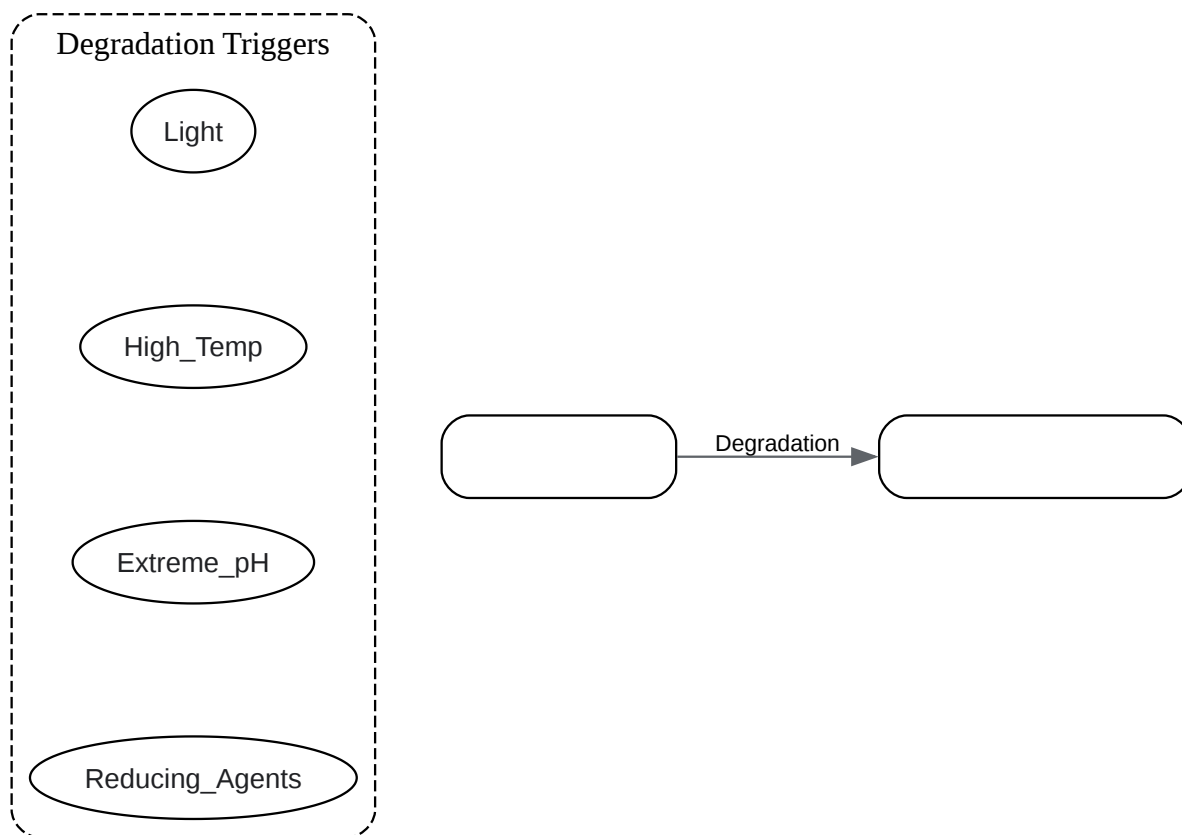 Degradation Triggers
Light
High_Temp
Degradation
Extreme_pH
Reducing_Agents